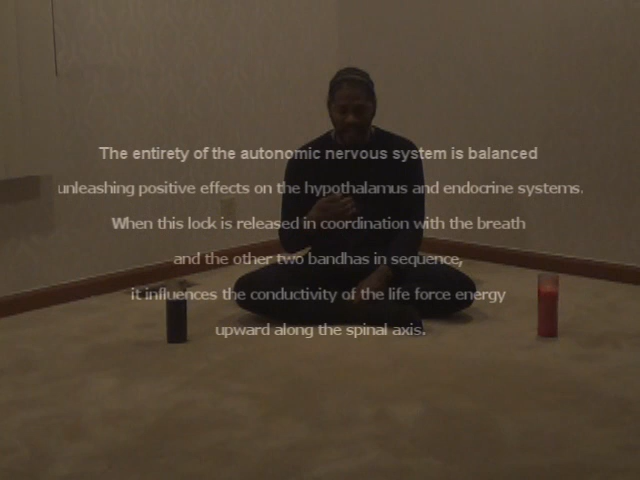 The entirety of the autonomic nervous system is balanced
unleashing positive effects on the hypothalamus and endocrine systems.
When this lock is released in coordination with the breath
and the other two bandhas in sequence,
it influences the conductivity of the life force energy
upward along the spinal axis.